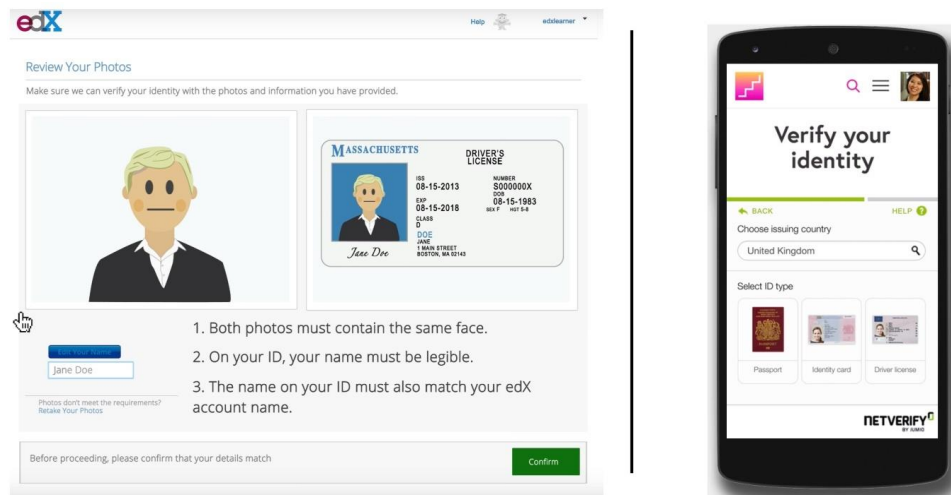 edX
Help
edxlearner
Review Your Photos
Make sure we can verify your identity with the photos and information you have provided.
MASSACHUSETTS
DRIVER'S
LICENSE
ISS
08-15-2013
NUMBER
S000000X
DOB
08-15-1983
EXP
08-15-2018
SEX F HGT 5-8
CLASS
D
DOE
JANE
1 MAIN STREET
BOSTON, MA 02143
Jane Doe
Edit Your Name
Jane Doe
Photos don't meet the requirements?
Retake Your Photos
1. Both photos must contain the same face.
2. On your ID, your name must be legible.
3. The name on your ID must also match your edX
account name.
Before proceeding, please confirm that your details match
Confirm
Verify your
identity
BACK
HELP ?
Choose issuing country
United Kingdom
Select ID type
Passport
Identity card
Driver license
NETVERIFY
BY JUMIO